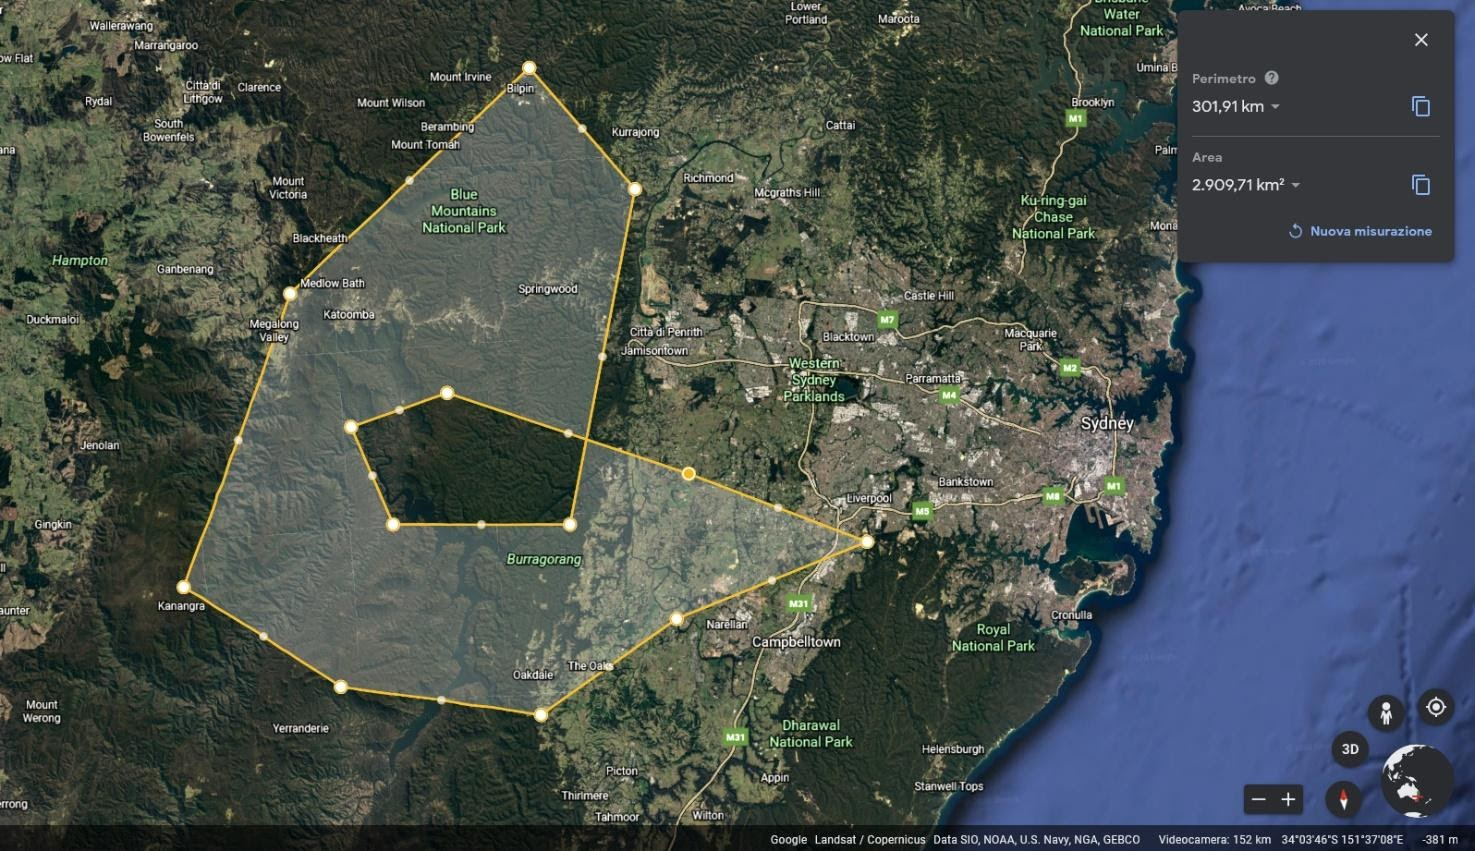 Wallerawang
Marrangaroo
Rydal
Città di
Lithgow
Clarence
South
Bowenfels
Mount Irvine
Mount Wilson
Bilpin
Berambing
Mount Tomah
Kurrajong
Lower
Portland
Maroota
Cattai
Richmond
Mcgraths Hill
Water
National Park
Avoca Beach
Brooklyn
M1
Mount
Victoria
Blue
Mountains
National Park
Blackheath
Hampton
Ganbenang
Medlow Bath
Katoomba
Springwood
Duckmaloi
Megalong
Valley
Ku-ring-gai
Chase
National Park
Castle Hill
M7
Blacktown
Macquarie
Park
M2
Città di Penrith
Jamisontown
Western
Sydney
Parklands
Parramatta
M4
Sydney
Jenolan
Bankstown
Liverpool
M5
M8
M1
Gingkin
Burragorang
Kanangra
Narellan
M31
Campbelltown
Cronulla
Royal
National Park
The Oaks
Oakdale
Mount
Werong
Yerranderie
M31
Dharawal
National Park
Helensburgh
Picton
Appin
Stanwell Tops
Thirlmere
Tahmoor
Wilton
Perimetro
301,91 km
Area
2.909,71 km²
Nuova misurazione
3D
Google Landsat / Copernicus Data SIO, NOAA, U.S. Navy, NGA, GEBCO Videocamera: 152 km 34°03'46"S 151°37'08"E -381 m